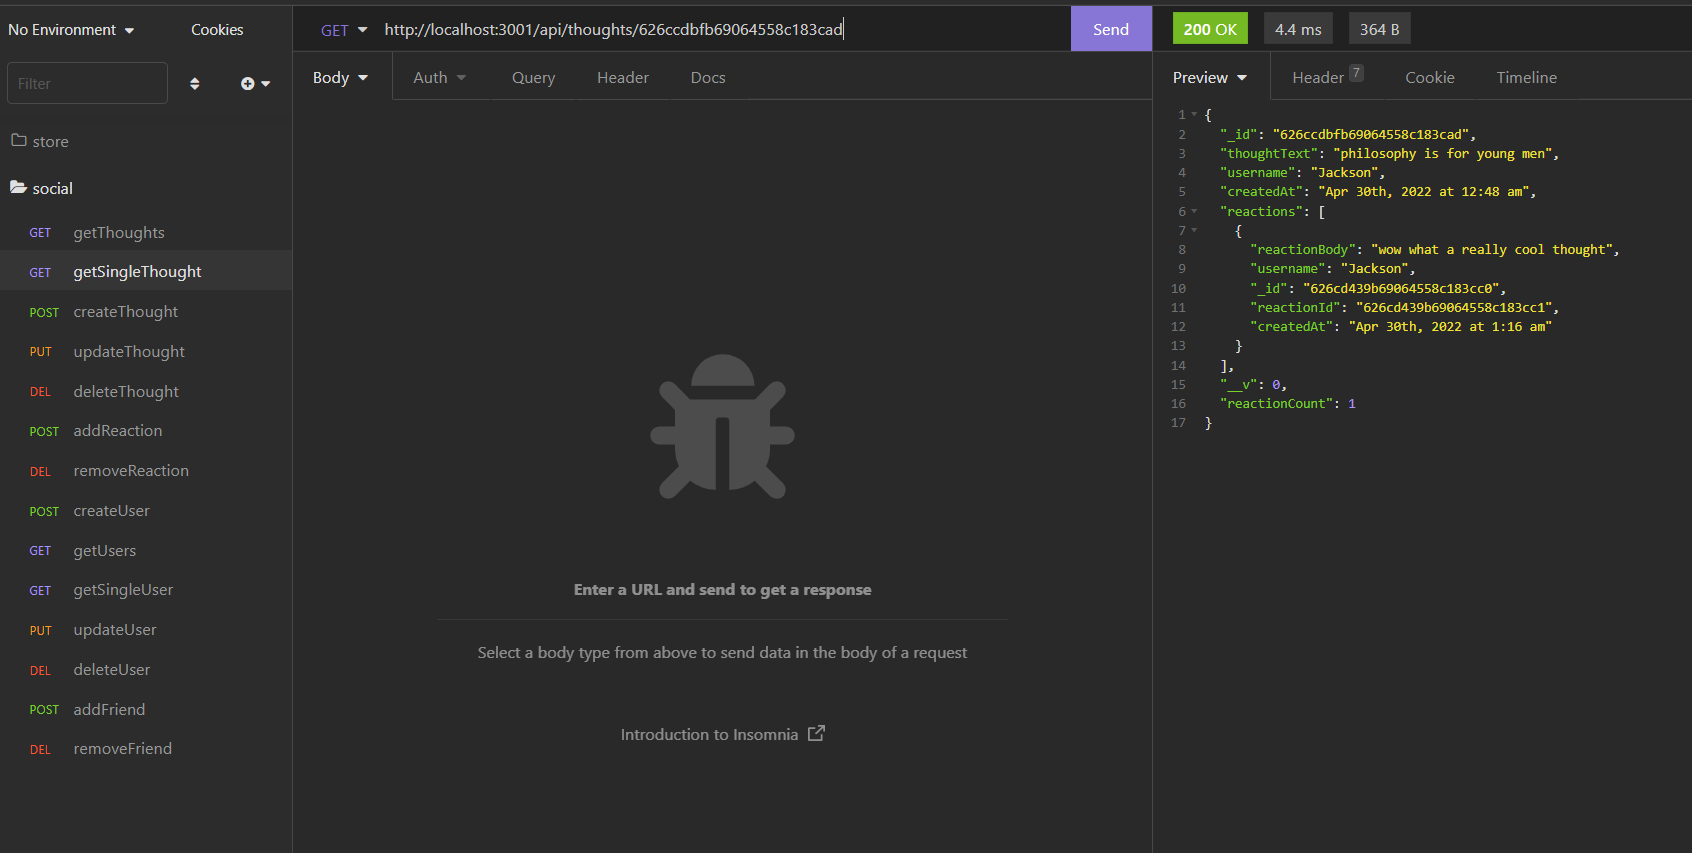 No Environment
Cookies
Filter
store
social
GET getThoughts
GET getSingleThought
POST createThought
PUT updateThought
DEL deleteThought
POST addReaction
DEL removeReaction
POST createUser
GET getUsers
GET getSingleUser
PUT updateUser
DEL deleteUser
POST addFriend
DEL removeFriend
GET http://localhost:3001/api/thoughts/626ccdbfb69064558c183cad Send
Body Auth Query Header Docs
Enter a URL and send to get a response
Select a body type from above to send data in the body of a request
Introduction to Insomnia
200 OK 4.4 ms 364 B
Preview Header 7 Cookie Timeline
1 {
2 "_id": "626ccdbfb69064558c183cad",
3 "thoughtText": "philosophy is for young men",
4 "username": "Jackson",
5 "createdAt": "Apr 30th, 2022 at 12:48 am",
6 "reactions": [
7 {
8 "reactionBody": "wow what a really cool thought",
9 "username": "Jackson",
10 "_id": "626cd439b69064558c183cc0",
11 "reactionId": "626cd439b69064558c183cc1",
12 "createdAt": "Apr 30th, 2022 at 1:16 am"
13 }
14 ],
15 "__v": 0,
16 "reactionCount": 1
17 }